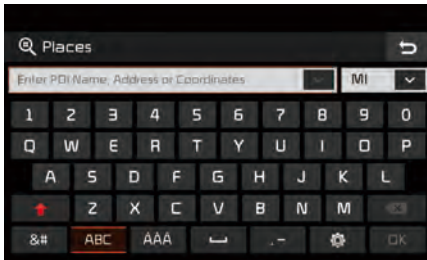 Places
Enter POI Name, Address or Coordinates MI
1 2 3 4 5 6 7 8 9 0
Q W E R T Y U I O P
A S D F G H J K L
Z X C V B N M
&# ABC ÀÁÂ .– OK